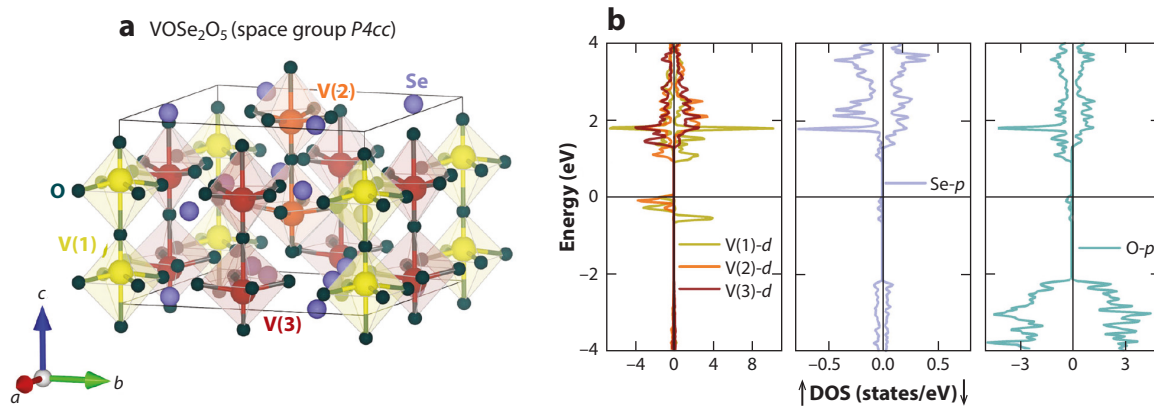 a VOSe₂O₅ (space group P4cc)
Se
V(2)
O
V(1)
V(3)
c
a
b
b
Energy (eV)
4
2
0
−2
−4
V(1)-d
V(2)-d
V(3)-d
−4 0 4 8
Se-p
−0.5 0.0 0.5
O-p
−3 0 3
↑DOS (states/eV)↓